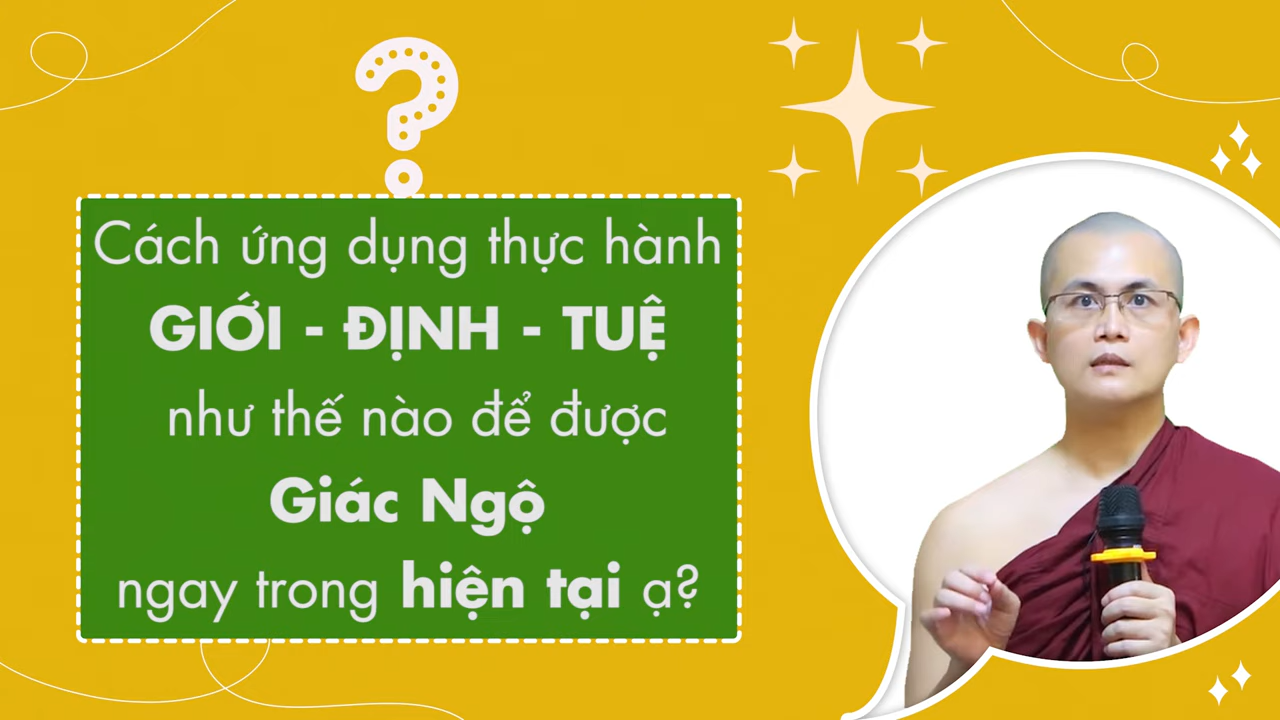 Cách ứng dụng thực hành
GIỚI - ĐỊNH - TUỆ
như thế nào để được
Giác Ngộ
ngay trong hiện tại ạ?